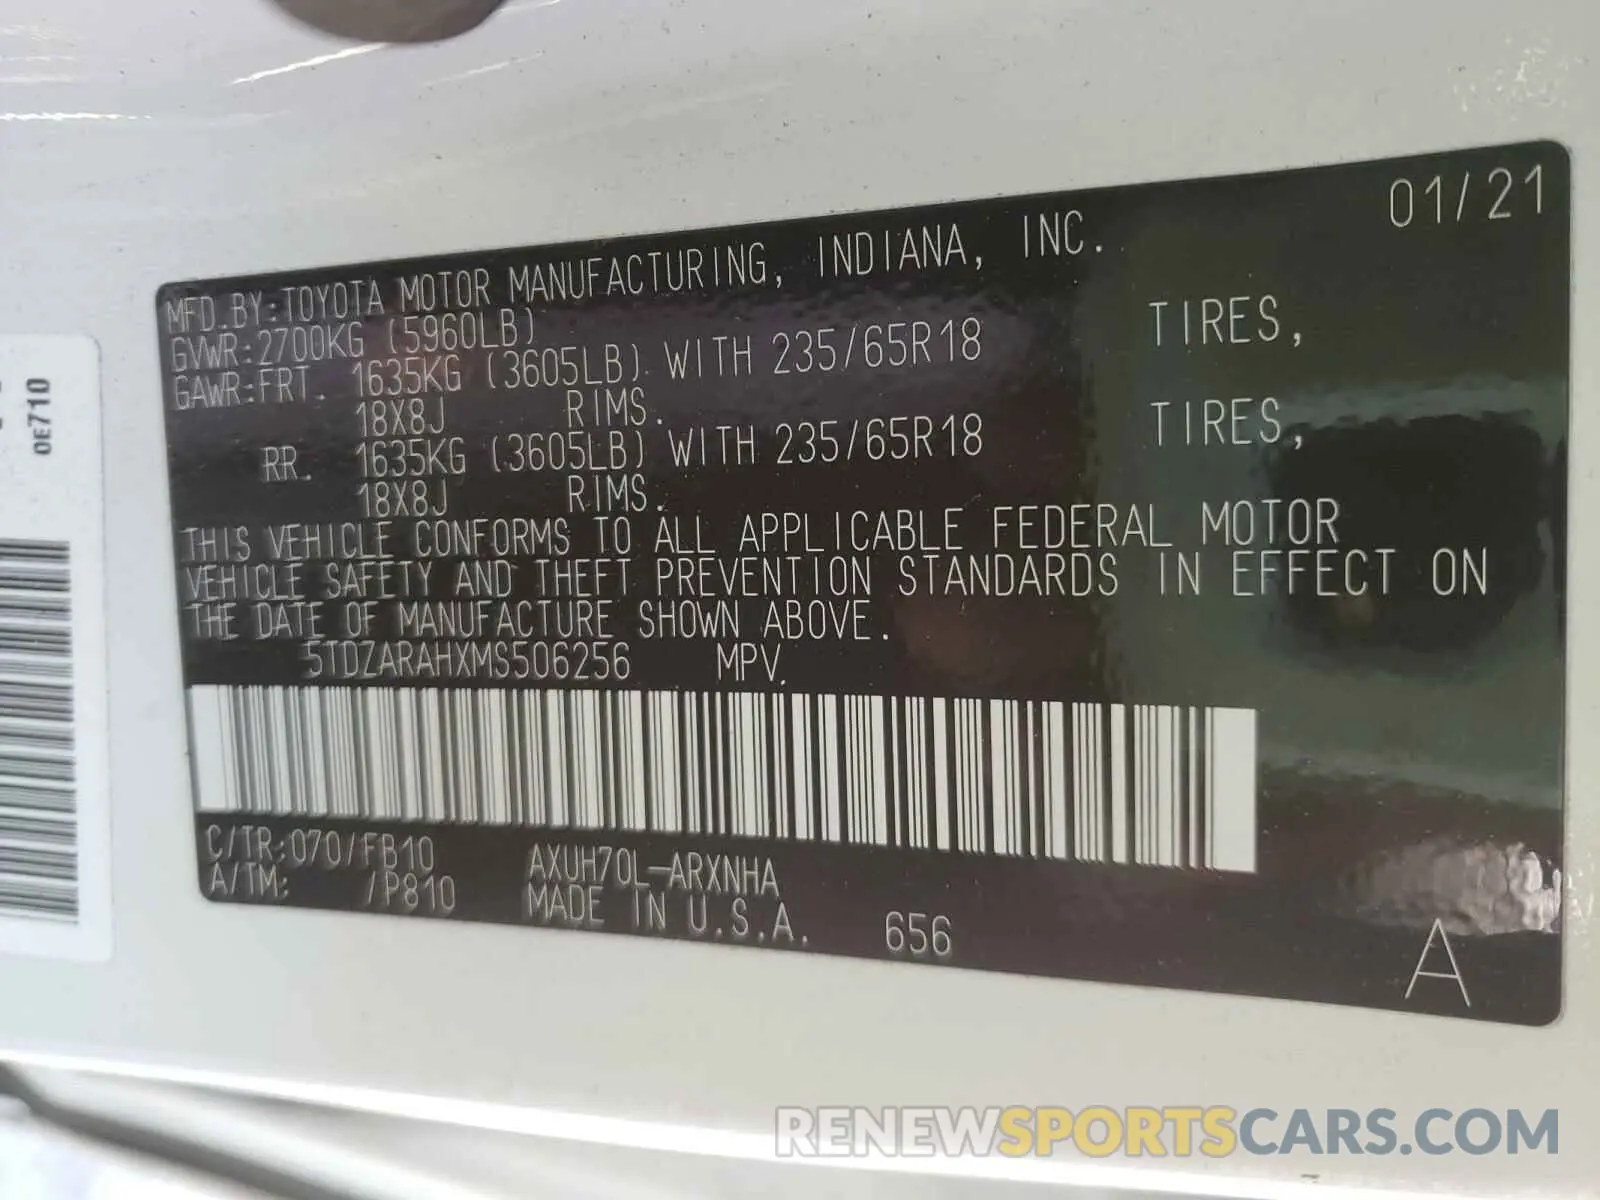 01/21
MFD.BY:TOYOTA MOTOR MANUFACTURING, INDIANA, INC.
GVWR:2700KG (5960LB)
GAWR:FRT. 1635KG (3605LB) WITH 235/65R18 TIRES,
18X8J RIMS.
RR. 1635KG (3605LB) WITH 235/65R18 TIRES,
18X8J RIMS.
THIS VEHICLE CONFORMS TO ALL APPLICABLE FEDERAL MOTOR
VEHICLE SAFETY AND THEFT PREVENTION STANDARDS IN EFFECT ON
THE DATE OF MANUFACTURE SHOWN ABOVE.
5TDZARAHXMS506256 MPV
C/TR:070/FB10 AXUH70L-ARXNHA
A/TM: /P810 MADE IN U.S.A. 656
A
0E710
RENEWSPORTSCARS.COM